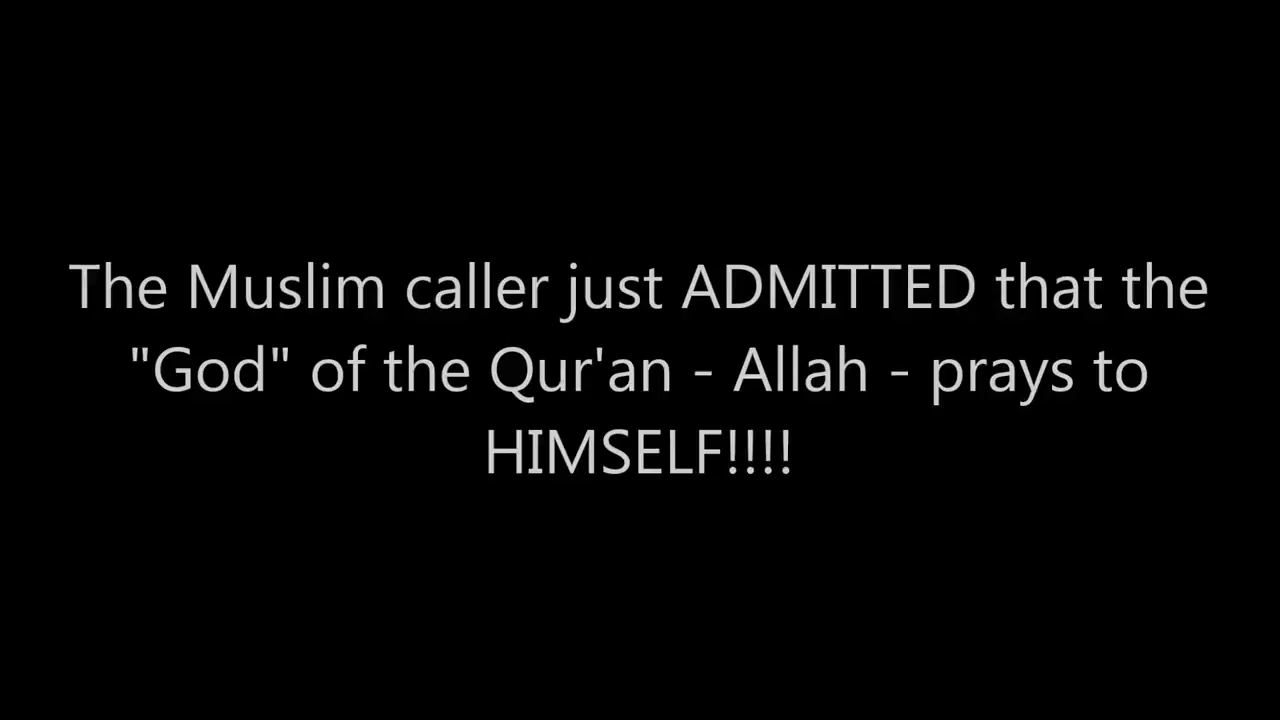 The Muslim caller just ADMITTED that the
"God" of the Qur'an - Allah - prays to
HIMSELF!!!!